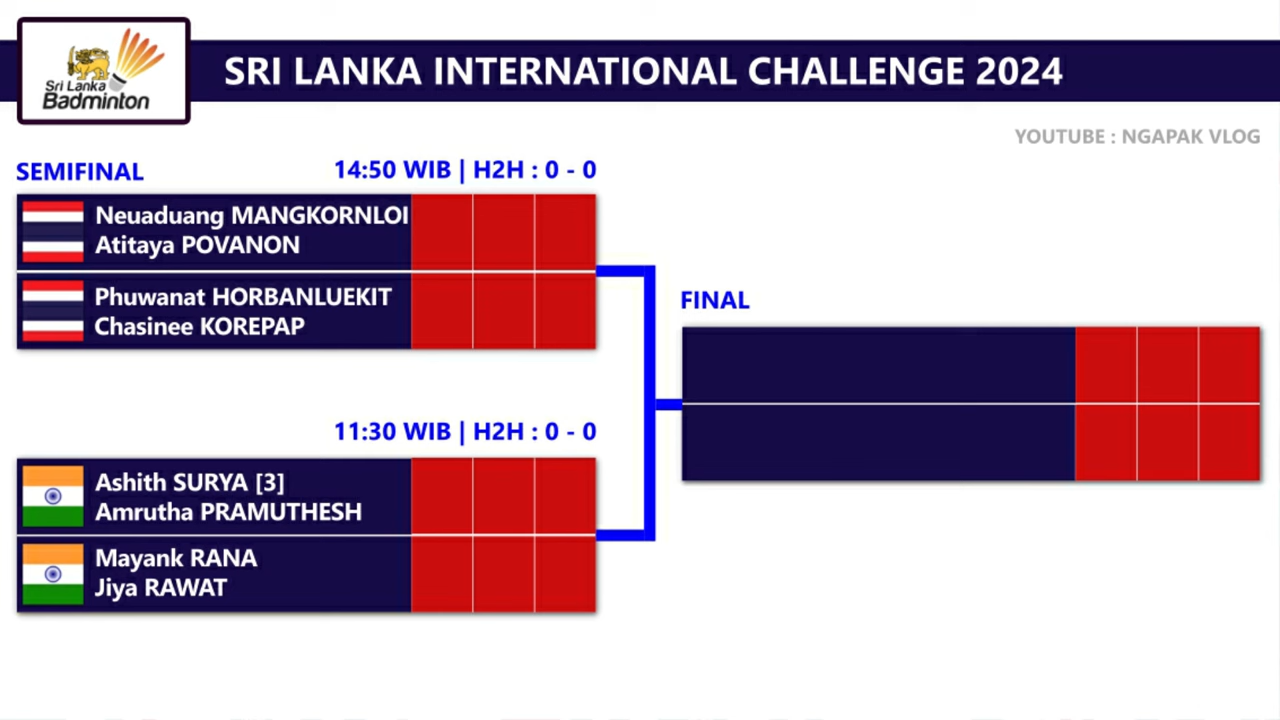 Sri Lanka
Badminton
SRI LANKA INTERNATIONAL CHALLENGE 2024
YOUTUBE : NGAPAK VLOG
SEMIFINAL
14:50 WIB | H2H : 0 - 0
Neuaduang MANGKORNLOI
Atitaya POVANON
Phuwanat HORBANLUEKIT
Chasinee KOREPAP
FINAL
11:30 WIB | H2H : 0 - 0
Ashith SURYA [3]
Amrutha PRAMUTHESH
Mayank RANA
Jiya RAWAT